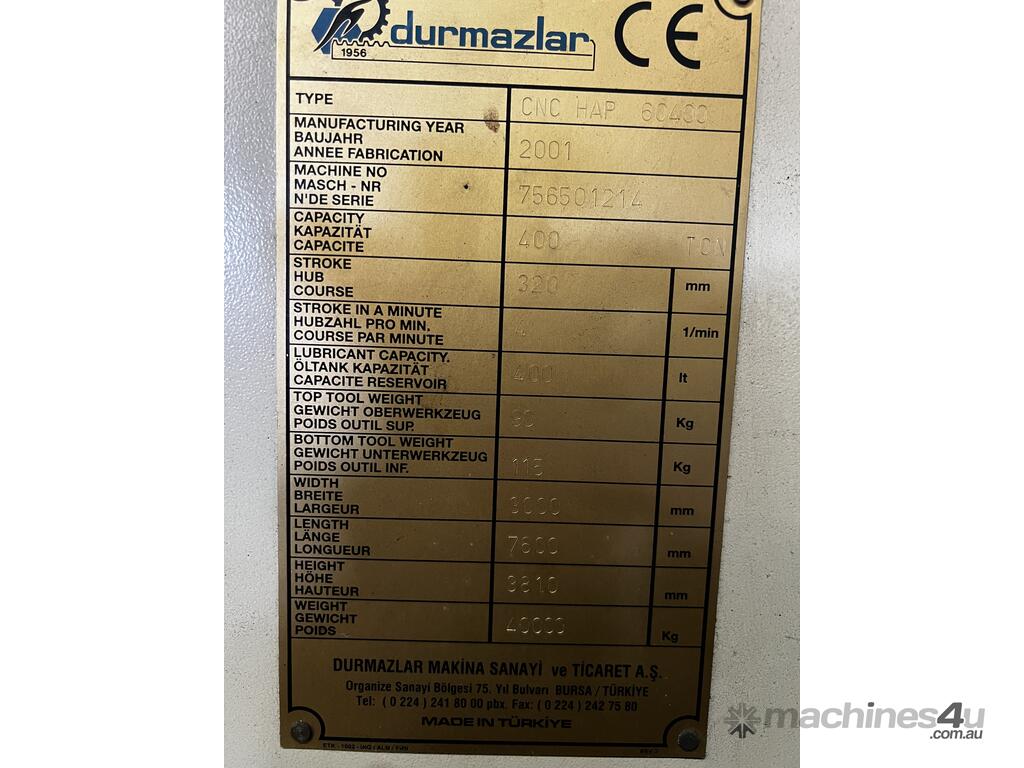 durmazlar
1956
CE
TYPE CNC HAP 60400
MANUFACTURING YEAR
BAUJAHR 2001
ANNEE FABRICATION
MACHINE NO
MASCH - NR 756501214
N'DE SERIE
CAPACITY
KAPAZITÄT 400 TON
CAPACITE
STROKE
HUB 320 mm
COURSE
STROKE IN A MINUTE
HUBZAHL PRO MIN. 1/min
COURSE PAR MINUTE
LUBRICANT CAPACITY.
ÖLTANK KAPAZITÄT 400 lt
CAPACITE RESERVOIR
TOP TOOL WEIGHT
GEWICHT OBERWERKZEUG Kg
POIDS OUTIL SUP.
BOTTOM TOOL WEIGHT
GEWICHT UNTERWERKZEUG 115 Kg
POIDS OUTIL INF.
WIDTH
BREITE 3000 mm
LARGEUR
LENGTH
LÄNGE 7600 mm
LONGUEUR
HEIGHT
HÖHE 3810 mm
HAUTEUR
WEIGHT
GEWICHT 40000 Kg
POIDS
DURMAZLAR MAKİNA SANAYİ ve TİCARET A.Ş.
Organize Sanayi Bölgesi 75. Yıl Bulvarı BURSA / TÜRKİYE
Tel: ( 0 224 ) 241 80 00 pbx. Fax: ( 0 224 ) 242 75 80
MADE IN TÜRKİYE
machines4u
.com.au